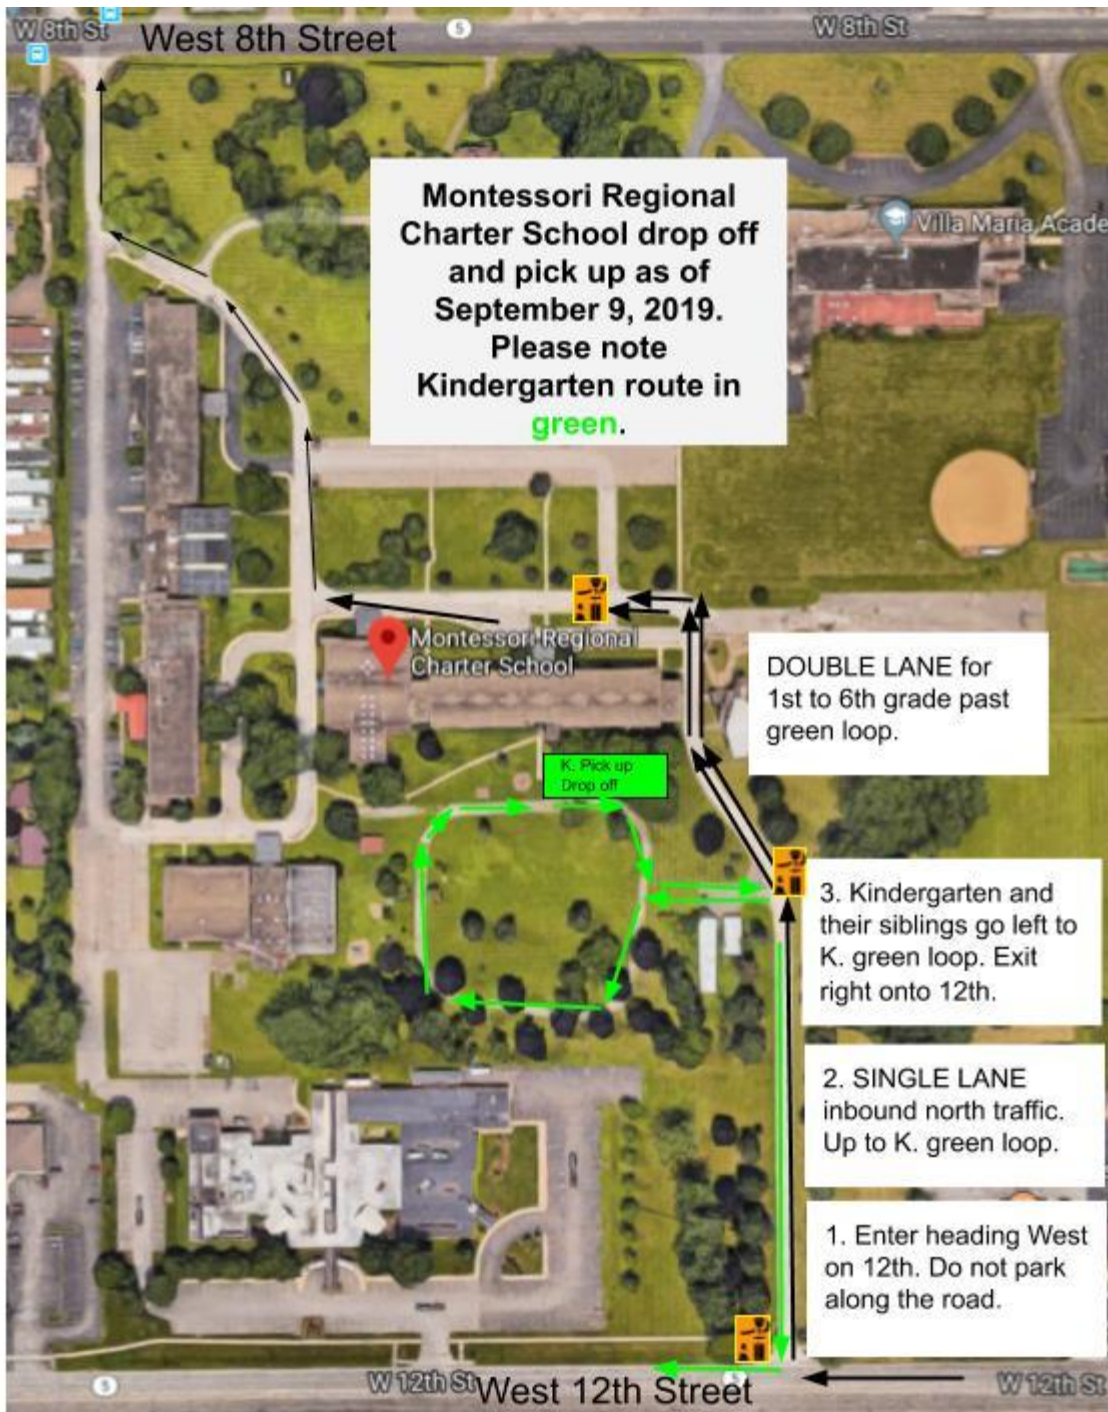 W 8th St
West 8th Street
5
W 8th St
Montessori Regional
Charter School drop off
and pick up as of
September 9, 2019.
Please note
Kindergarten route in
green.
Villa Maria Acade
Montessori Regional
Charter School
DOUBLE LANE for
1st to 6th grade past
green loop.
K. Pick up
Drop off
3. Kindergarten and
their siblings go left to
K. green loop. Exit
right onto 12th.
2. SINGLE LANE
inbound north traffic.
Up to K. green loop.
1. Enter heading West
on 12th. Do not park
along the road.
5
W 12th St
West 12th Street
5
W 12th St